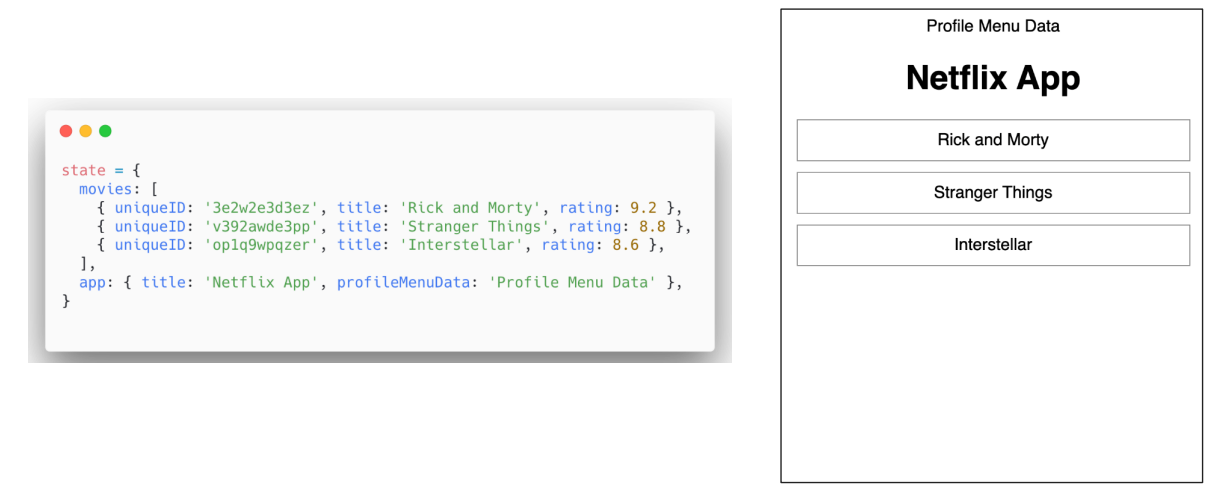 state = {
  movies: [
    { uniqueID: '3e2w2e3d3ez', title: 'Rick and Morty', rating: 9.2 },
    { uniqueID: 'v392awde3pp', title: 'Stranger Things', rating: 8.8 },
    { uniqueID: 'op1q9wpqzer', title: 'Interstellar', rating: 8.6 },
  ],
  app: { title: 'Netflix App', profileMenuData: 'Profile Menu Data' },
}
Profile Menu Data
Netflix App
Rick and Morty
Stranger Things
Interstellar